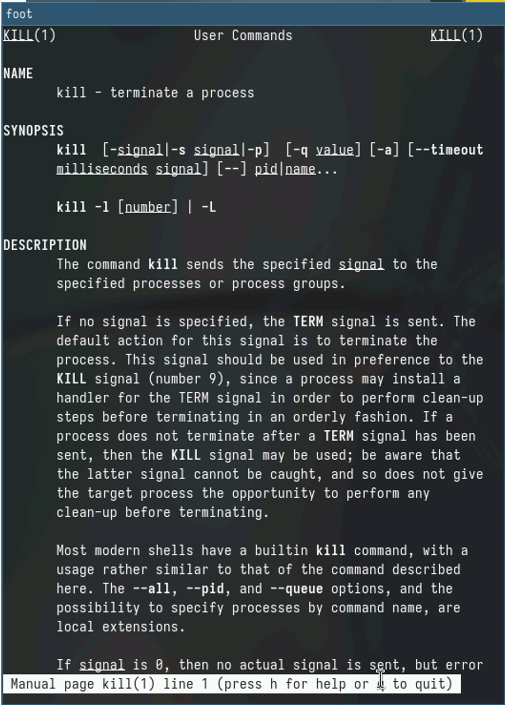 foot
KILL(1) User Commands KILL(1)
NAME
kill - terminate a process
SYNOPSIS
kill [-signal|-s signal|-p] [-q value] [-a] [--timeout
milliseconds signal] [--] pid|name...
kill -l [number] | -L
DESCRIPTION
The command kill sends the specified signal to the
specified processes or process groups.
If no signal is specified, the TERM signal is sent. The
default action for this signal is to terminate the
process. This signal should be used in preference to the
KILL signal (number 9), since a process may install a
handler for the TERM signal in order to perform clean-up
steps before terminating in an orderly fashion. If a
process does not terminate after a TERM signal has been
sent, then the KILL signal may be used; be aware that
the latter signal cannot be caught, and so does not give
the target process the opportunity to perform any
clean-up before terminating.
Most modern shells have a builtin kill command, with a
usage rather similar to that of the command described
here. The --all, --pid, and --queue options, and the
possibility to specify processes by command name, are
local extensions.
If signal is 0, then no actual signal is sent, but error
Manual page kill(1) line 1 (press h for help or to quit)